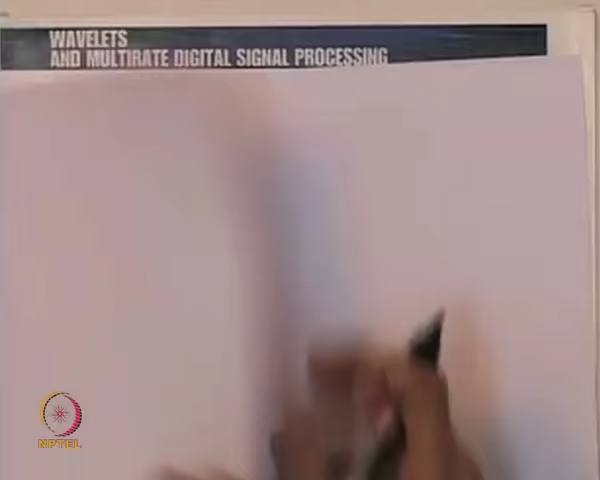 WAVELETS
AND MULTIRATE DIGITAL SIGNAL PROCESSING
NPTEL